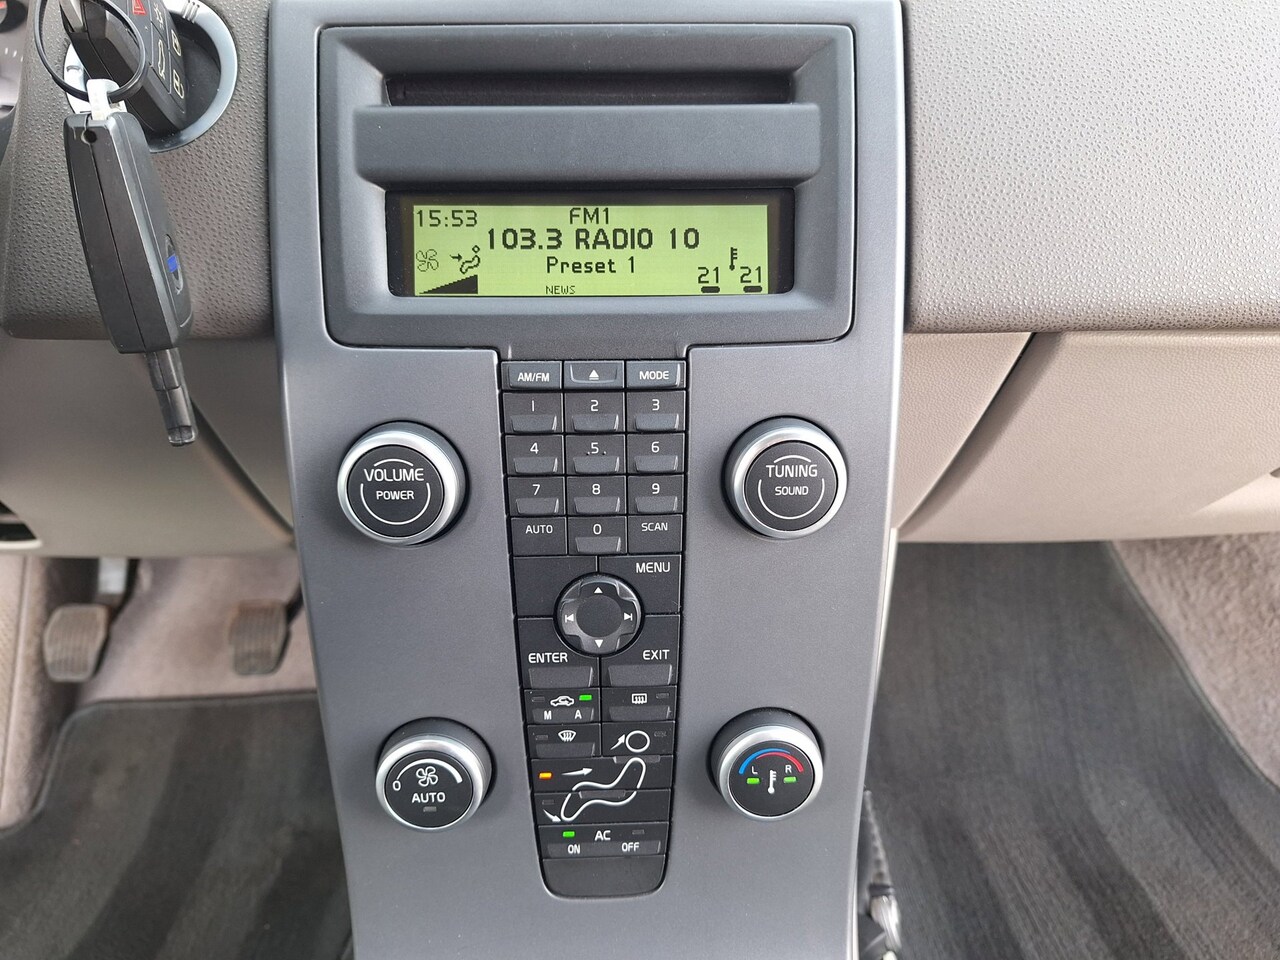 15:53 FM1
103.3 RADIO 10
Preset 1
21 21
NEWS
AM/FM MODE
1 2 3
4 5 6
7 8 9
AUTO 0 SCAN
VOLUME
POWER
TUNING
SOUND
MENU
ENTER EXIT
M A
0
AUTO
L R
AC
ON OFF